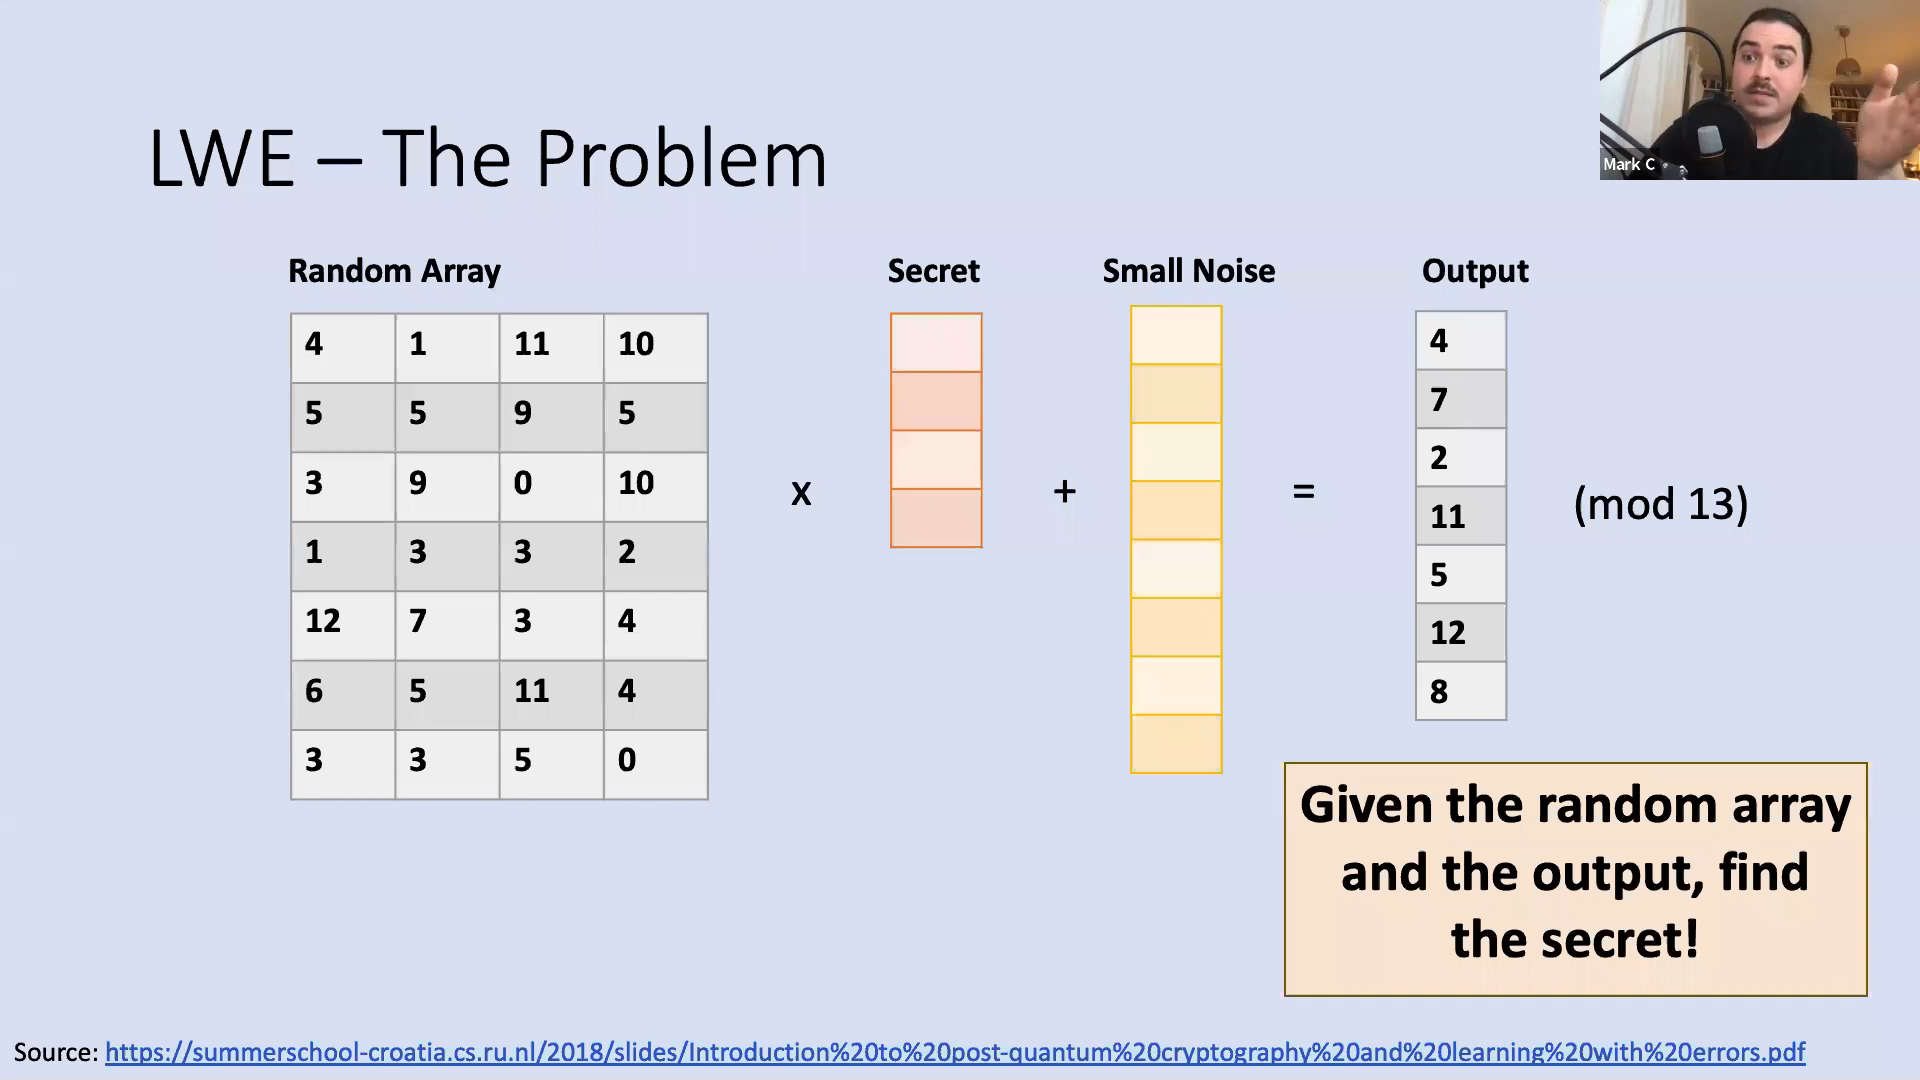 Mark C
LWE – The Problem
Random Array
Secret
Small Noise
Output
4 1 11 10
5 5 9 5
3 9 0 10
1 3 3 2
12 7 3 4
6 5 11 4
3 3 5 0
x
+
=
4
7
2
11
5
12
8
(mod 13)
Given the random array
and the output, find
the secret!
Source: https://summerschool-croatia.cs.ru.nl/2018/slides/Introduction%20to%20post-quantum%20cryptography%20and%20learning%20with%20errors.pdf